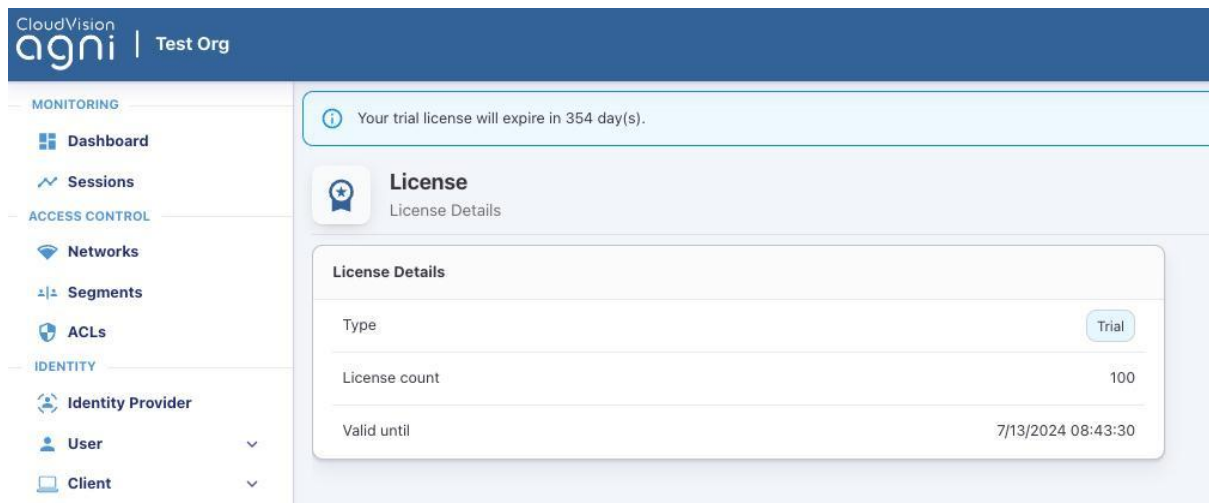 CloudVision
agni | Test Org
MONITORING
Dashboard
Sessions
ACCESS CONTROL
Networks
Segments
ACLs
IDENTITY
Identity Provider
User
Client
Your trial license will expire in 354 day(s).
License
License Details
License Details
Type Trial
License count 100
Valid until 7/13/2024 08:43:30